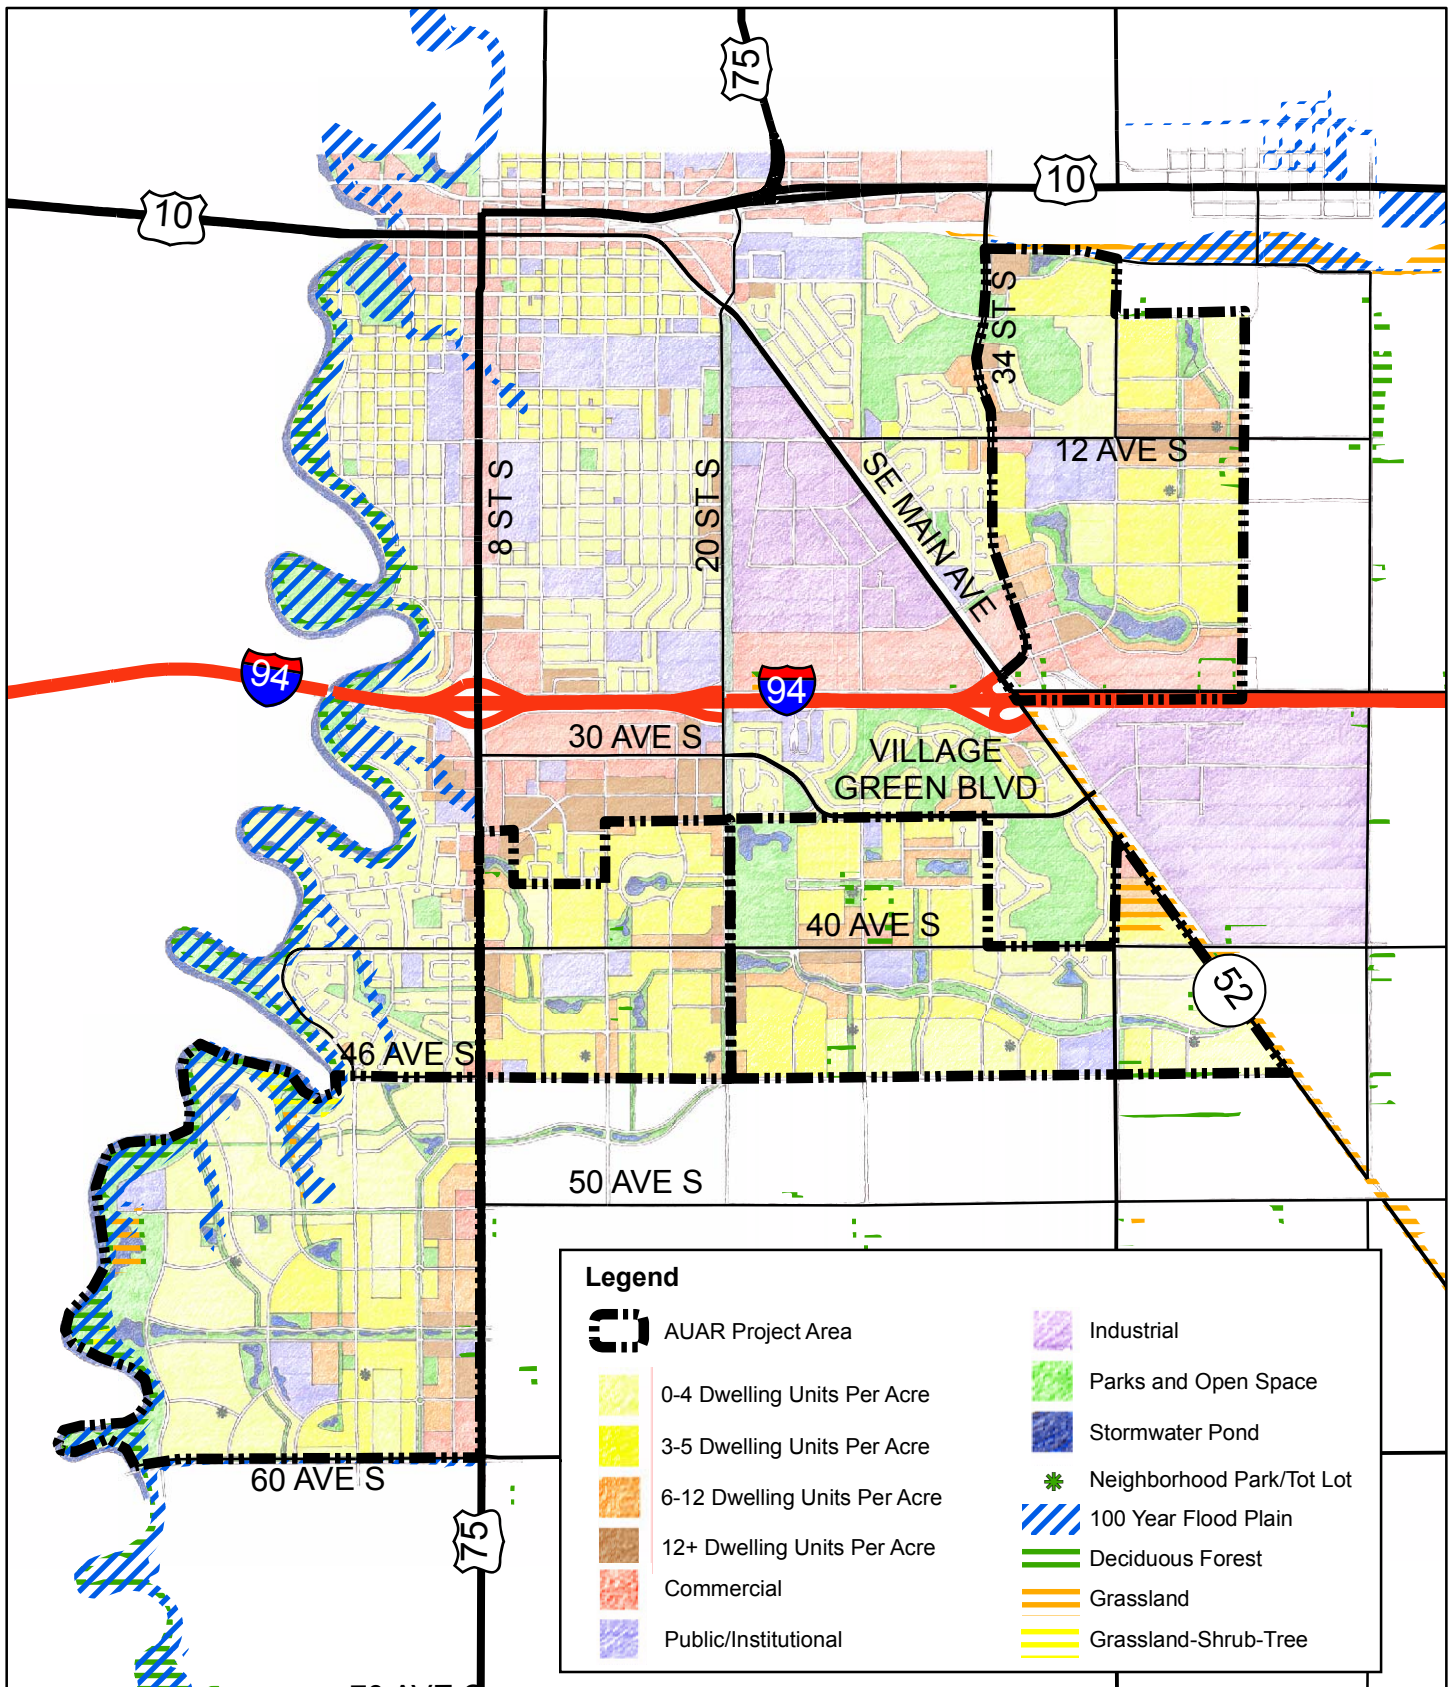 75
10
10
34 ST S
12 AVE S
SE MAIN AVE
8 ST S
20 ST S
94
94
30 AVE S
VILLAGE
GREEN BLVD
40 AVE S
52
46 AVE S
50 AVE S
60 AVE S
75
Legend
AUAR Project Area
0-4 Dwelling Units Per Acre
3-5 Dwelling Units Per Acre
6-12 Dwelling Units Per Acre
12+ Dwelling Units Per Acre
Commercial
Public/Institutional
Industrial
Parks and Open Space
Stormwater Pond
Neighborhood Park/Tot Lot
100 Year Flood Plain
Deciduous Forest
Grassland
Grassland-Shrub-Tree